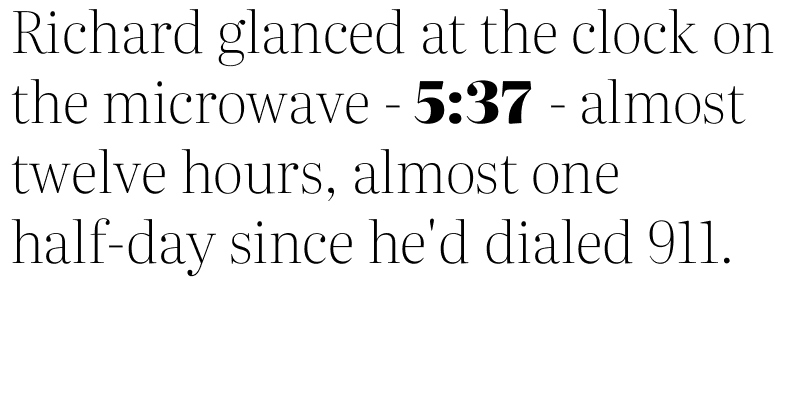 Richard glanced at the clock on
the microwave - 5:37 - almost
twelve hours, almost one
half-day since he'd dialed 911.